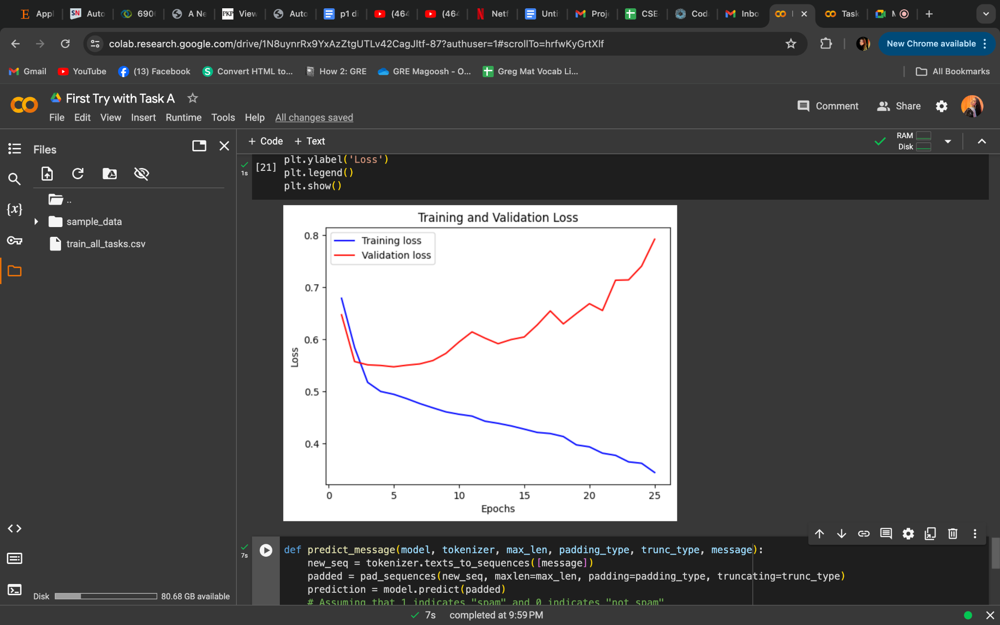 Appl
SN Auto
690
A Ne
PKP View
Auto
p1 di
(464
(464
Netf
Unti
Proj
CSE
Cod
Inbo
Task
colab.research.google.com/drive/1N8uynrRx9YxAzZtgUTLv42CagJltf-87?authuser=1#scrollTo=hrfwKyGrtXlf
New Chrome available
Gmail
YouTube
(13) Facebook
S Convert HTML to...
How 2: GRE
GRE Magoosh - O...
Greg Mat Vocab Li...
All Bookmarks
First Try with Task A
Comment
Share
File Edit View Insert Runtime Tools Help All changes saved
Files
+ Code + Text
RAM
Disk
..
sample_data
train_all_tasks.csv
{x}
1s
[21]
plt.ylabel('Loss')
plt.legend()
plt.show()
Training and Validation Loss
Training loss
Validation loss
0.8
0.7
0.6
0.5
0.4
Loss
0 5 10 15 20 25
Epochs
7s
def predict_message(model, tokenizer, max_len, padding_type, trunc_type, message):
new_seq = tokenizer.texts_to_sequences([message])
padded = pad_sequences(new_seq, maxlen=max_len, padding=padding_type, truncating=trunc_type)
prediction = model.predict(padded)
# Assuming that 1 indicates "spam" and 0 indicates "not spam"
Disk 80.68 GB available
7s completed at 9:59 PM